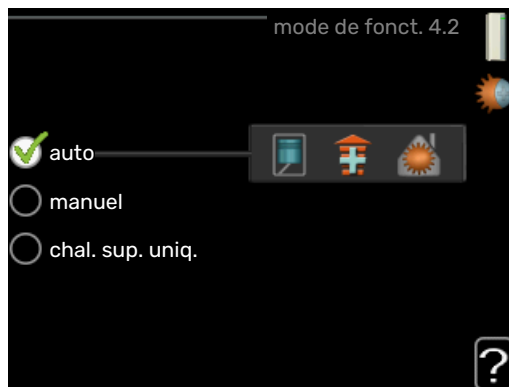 mode de fonct. 4.2
auto
manuel
chal. sup. uniq.
?